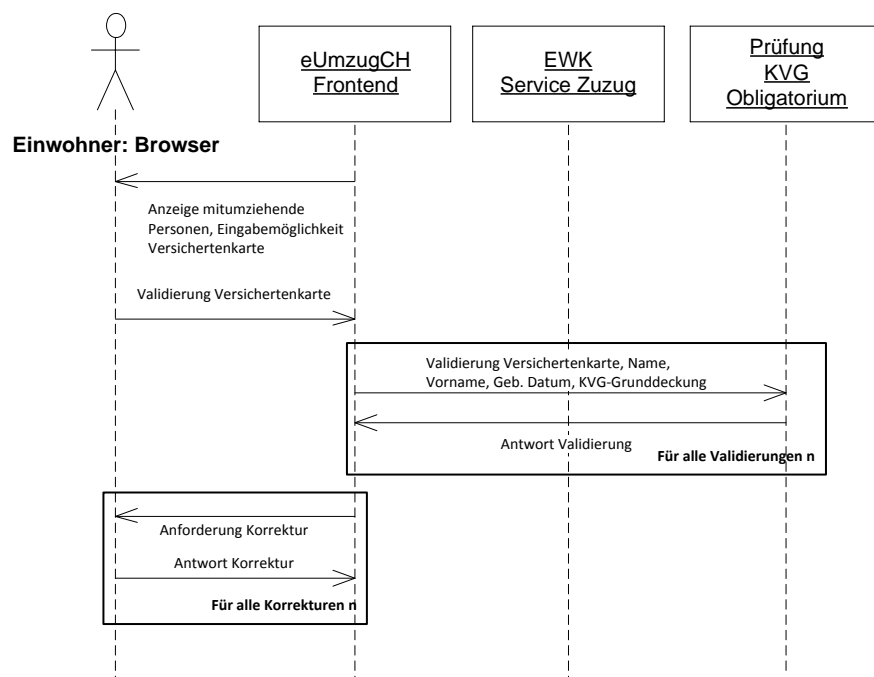 eUmzugCH
Frontend
EWK
Service Zuzug
Prüfung
KVG
Obligatorium
Einwohner: Browser
Anzeige mitumziehende
Personen, Eingabemöglichkeit
Versichertenkarte
Validierung Versichertenkarte
Validierung Versichertenkarte, Name,
Vorname, Geb. Datum, KVG-Grunddeckung
Antwort Validierung
Für alle Validierungen n
Anforderung Korrektur
Antwort Korrektur
Für alle Korrekturen n